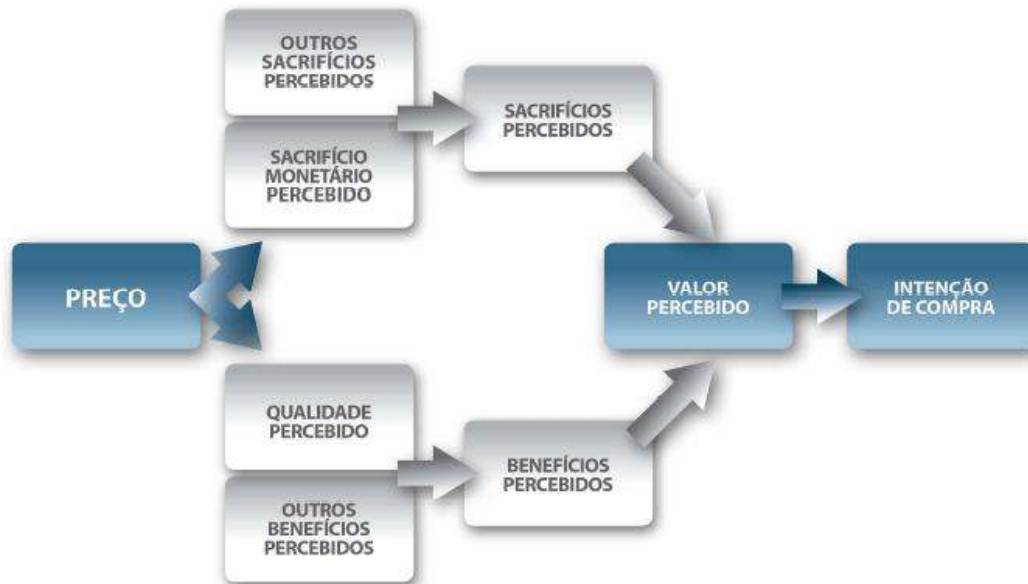 OUTROS
SACRIFÍCIOS
PERCEBIDOS
SACRIFÍCIO
MONETÁRIO
PERCEBIDO
SACRIFÍCIOS
PERCEBIDOS
PREÇO
VALOR
PERCEBIDO
INTENÇÃO
DE COMPRA
QUALIDADE
PERCEBIDO
OUTROS
BENEFÍCIOS
PERCEBIDOS
BENEFÍCIOS
PERCEBIDOS